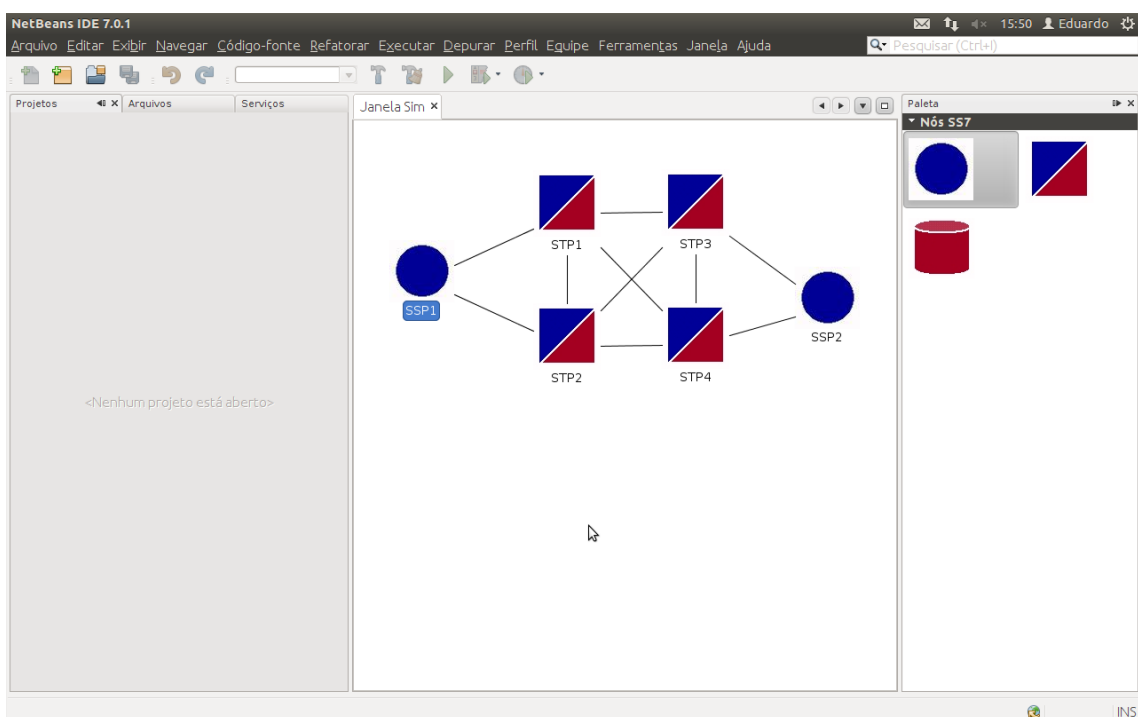 NetBeans IDE 7.0.1 15:50 Eduardo
Arquivo Editar Exibir Navegar Código-fonte Refatorar Executar Depurar Perfil Equipe Ferramentas Janela Ajuda Pesquisar (Ctrl+I)
Projetos Arquivos Serviços Janela Sim Paleta
Nós SS7
STP1 STP3
SSP1
SSP2
STP2 STP4
<Nenhum projeto está aberto>
INS